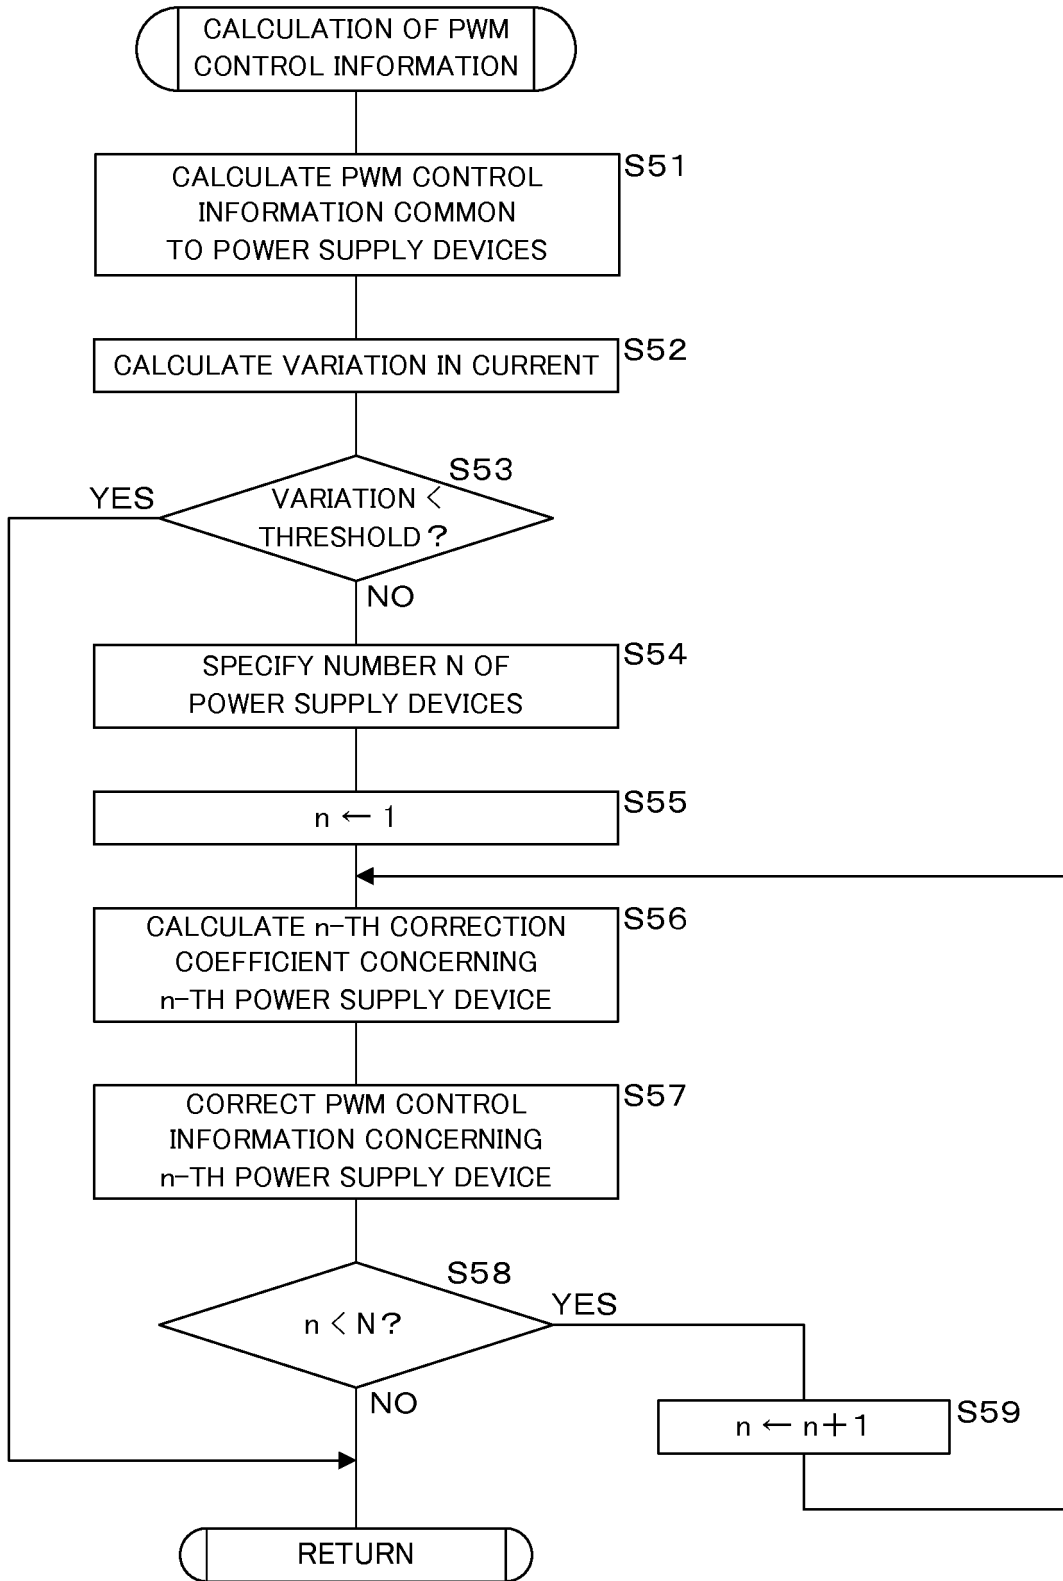 CALCULATION OF PWM
CONTROL INFORMATION
S51
CALCULATE PWM CONTROL
INFORMATION COMMON
TO POWER SUPPLY DEVICES
S52
CALCULATE VARIATION IN CURRENT
S53
YES
VARIATION <
THRESHOLD?
NO
S54
SPECIFY NUMBER N OF
POWER SUPPLY DEVICES
S55
n ← 1
S56
CALCULATE n-TH CORRECTION
COEFFICIENT CONCERNING
n-TH POWER SUPPLY DEVICE
S57
CORRECT PWM CONTROL
INFORMATION CONCERNING
n-TH POWER SUPPLY DEVICE
S58
YES
n < N?
NO
S59
n ← n+1
RETURN